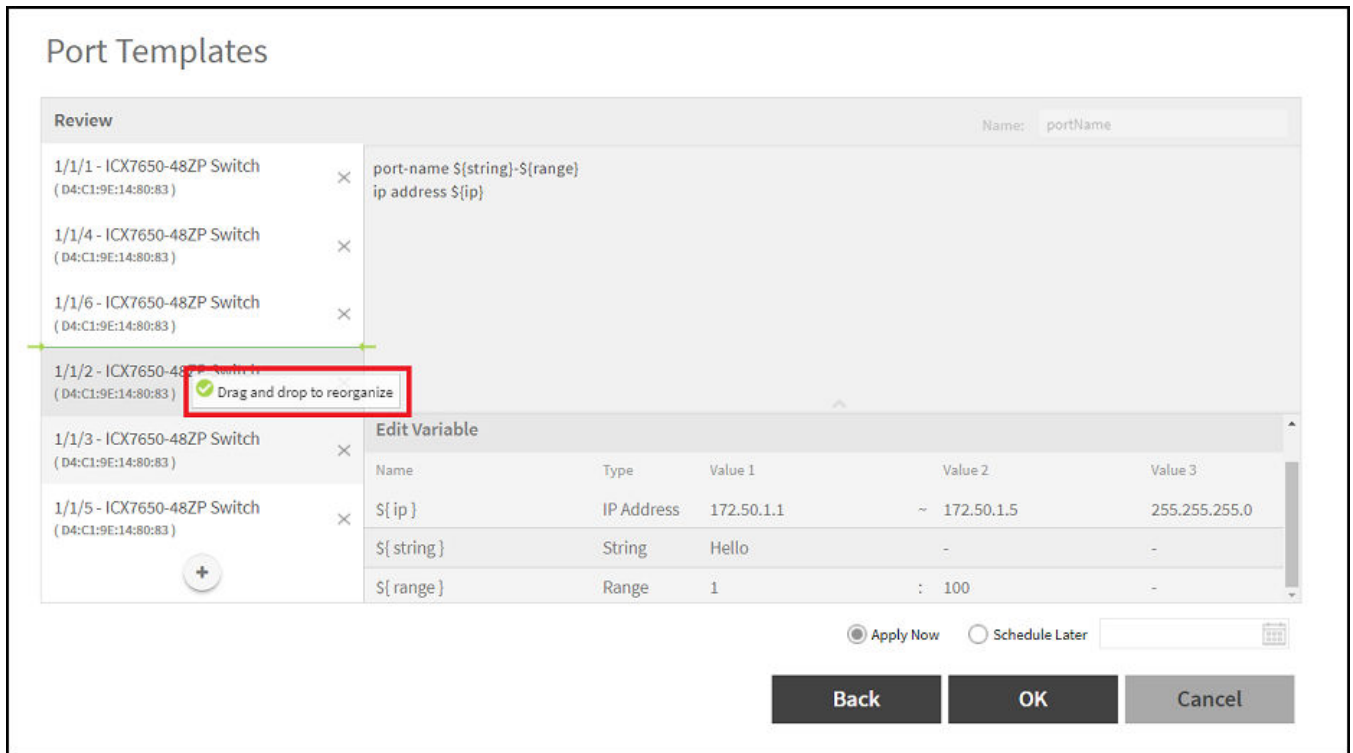 Port Templates
Review
Name: portName
1/1/1 - ICX7650-48ZP Switch
( D4:C1:9E:14:80:83 )
1/1/4 - ICX7650-48ZP Switch
( D4:C1:9E:14:80:83 )
1/1/6 - ICX7650-48ZP Switch
( D4:C1:9E:14:80:83 )
1/1/2 - ICX7650-48ZP Switch
( D4:C1:9E:14:80:83 )
Drag and drop to reorganize
1/1/3 - ICX7650-48ZP Switch
( D4:C1:9E:14:80:83 )
1/1/5 - ICX7650-48ZP Switch
( D4:C1:9E:14:80:83 )
+
port-name ${string}-${range}
ip address ${ip}
Edit Variable
Name Type Value 1 Value 2 Value 3
${ ip } IP Address 172.50.1.1 ~ 172.50.1.5 255.255.255.0
${ string } String Hello - -
${ range } Range 1 : 100 -
Apply Now Schedule Later
Back OK Cancel